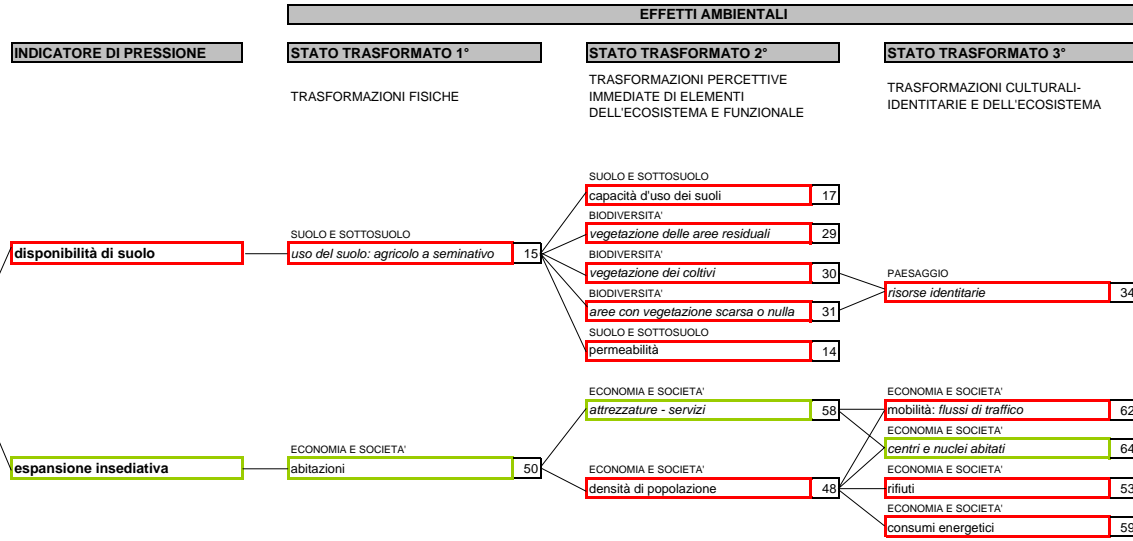 EFFETTI AMBIENTALI
INDICATORE DI PRESSIONE
STATO TRASFORMATO 1°
STATO TRASFORMATO 2°
STATO TRASFORMATO 3°
TRASFORMAZIONI FISICHE
TRASFORMAZIONI PERCETTIVE
IMMEDIATE DI ELEMENTI
DELL'ECOSISTEMA E FUNZIONALE
TRASFORMAZIONI CULTURALI-
IDENTITARIE E DELL'ECOSISTEMA
disponibilità di suolo
SUOLO E SOTTOSUOLO
uso del suolo: agricolo a seminativo 15
SUOLO E SOTTOSUOLO
capacità d'uso dei suoli 17
BIODIVERSITA'
vegetazione delle aree residuali 29
BIODIVERSITA'
vegetazione dei coltivi 30
BIODIVERSITA'
aree con vegetazione scarsa o nulla 31
SUOLO E SOTTOSUOLO
permeabilità 14
PAESAGGIO
risorse identitarie 34
espansione insediativa
ECONOMIA E SOCIETA'
abitazioni 50
ECONOMIA E SOCIETA'
attrezzature - servizi 58
ECONOMIA E SOCIETA'
densità di popolazione 48
ECONOMIA E SOCIETA'
mobilità: flussi di traffico 62
ECONOMIA E SOCIETA'
centri e nuclei abitati 64
ECONOMIA E SOCIETA'
rifiuti 53
ECONOMIA E SOCIETA'
consumi energetici 59